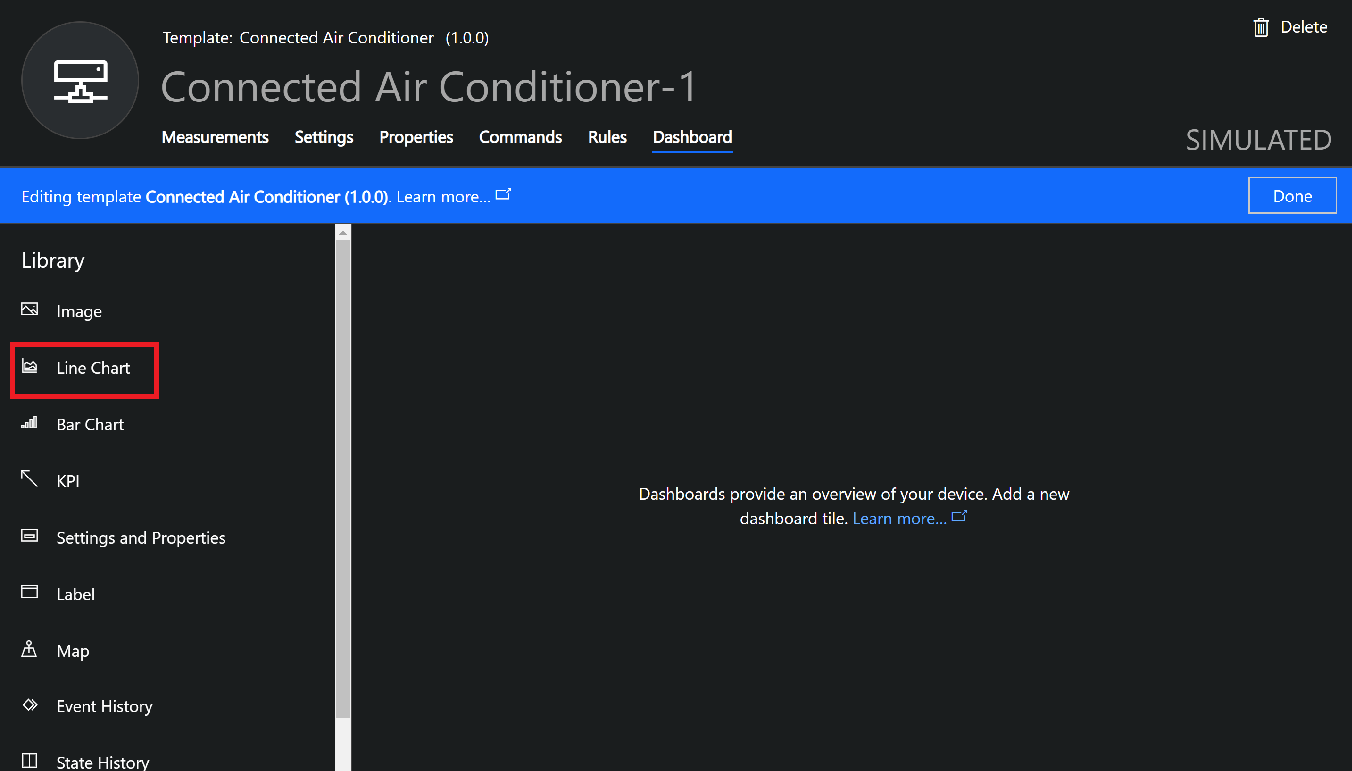 Template: Connected Air Conditioner (1.0.0)
Delete
Connected Air Conditioner-1
Measurements Settings Properties Commands Rules Dashboard
SIMULATED
Editing template Connected Air Conditioner (1.0.0). Learn more...
Done
Library
Image
Line Chart
Bar Chart
KPI
Settings and Properties
Label
Map
Event History
State History
Dashboards provide an overview of your device. Add a new
dashboard tile. Learn more...